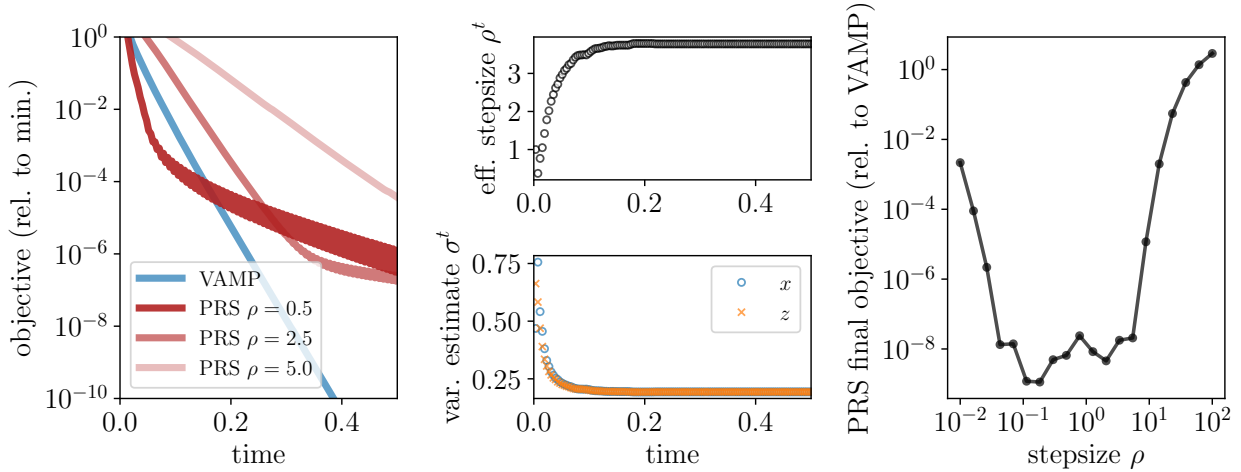 objective (rel. to min.)
10^0
10^{-2}
10^{-4}
10^{-6}
10^{-8}
10^{-10}
0.0
0.2
0.4
time
VAMP
PRS ρ = 0.5
PRS ρ = 2.5
PRS ρ = 5.0
eff. stepsize ρ^t
3
2
1
0.0
0.2
0.4
var. estimate σ^t
0.75
0.50
0.25
0.0
0.2
0.4
time
x
z
PRS final objective (rel. to VAMP)
10^0
10^{-2}
10^{-4}
10^{-6}
10^{-8}
10^{-2}
10^{-1}
10^0
10^1
10^2
stepsize ρ